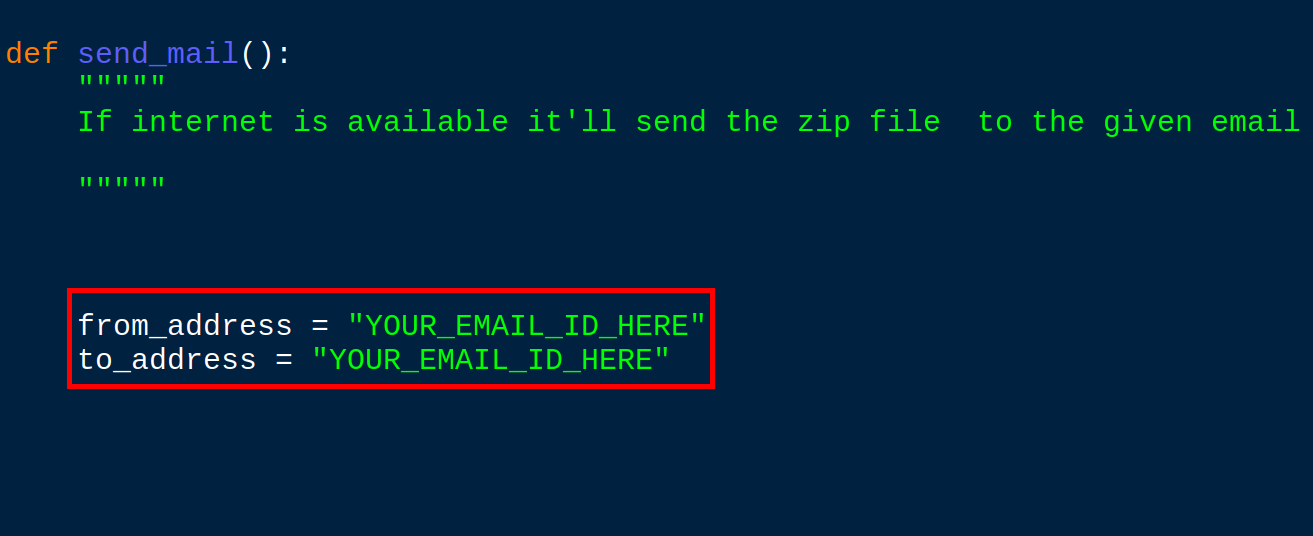 def send_mail():
"""""
If internet is available it'll send the zip file  to the given email
"""""
from_address = "YOUR_EMAIL_ID_HERE"
to_address = "YOUR_EMAIL_ID_HERE"